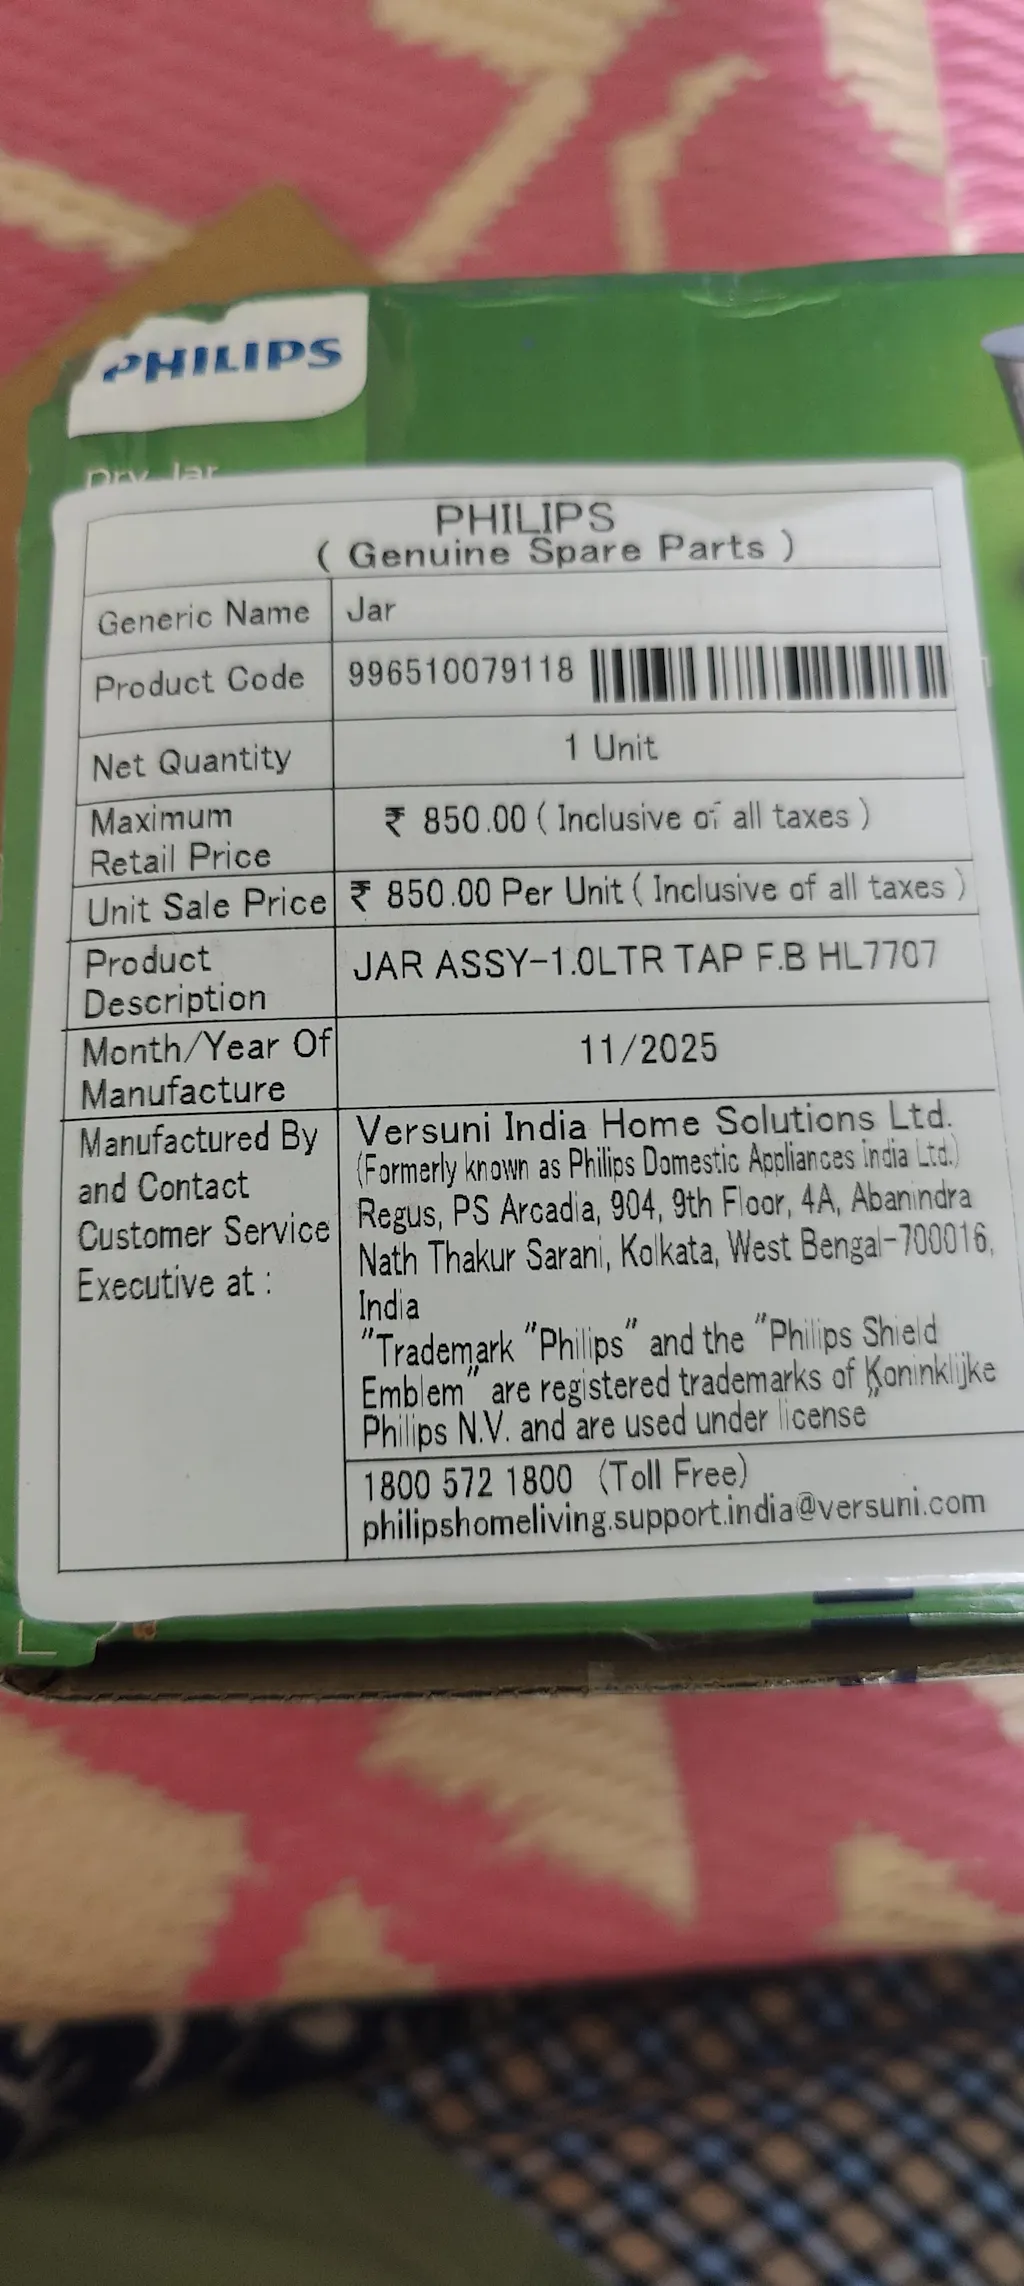 PHILIPS
Dry Jar
PHILIPS
( Genuine Spare Parts )
Generic Name Jar
Product Code 996510079118
Net Quantity 1 Unit
Maximum
Retail Price ₹ 850.00 ( Inclusive of all taxes )
Unit Sale Price ₹ 850.00 Per Unit ( Inclusive of all taxes )
Product
Description JAR ASSY-1.0LTR TAP F.B HL7707
Month/Year Of
Manufacture 11/2025
Manufactured By
and Contact
Customer Service
Executive at :
Versuni India Home Solutions Ltd.
(Formerly known as Philips Domestic Appliances india Ltd.)
Regus, PS Arcadia, 904, 9th Floor, 4A, Abanindra
Nath Thakur Sarani, Kolkata, West Bengal-700016,
India
"Trademark "Philips" and the "Philips Shield
Emblem" are registered trademarks of Koninklijke
Philips N.V. and are used under license"
1800 572 1800 (Toll Free)
philipshomeliving.support.india@versuni.com